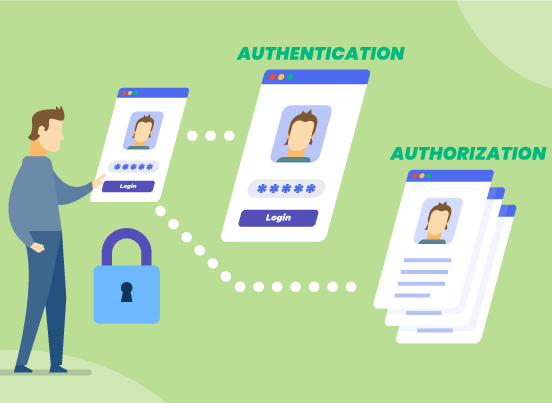 AUTHENTICATION
*****
Login
*****
Login
AUTHORIZATION